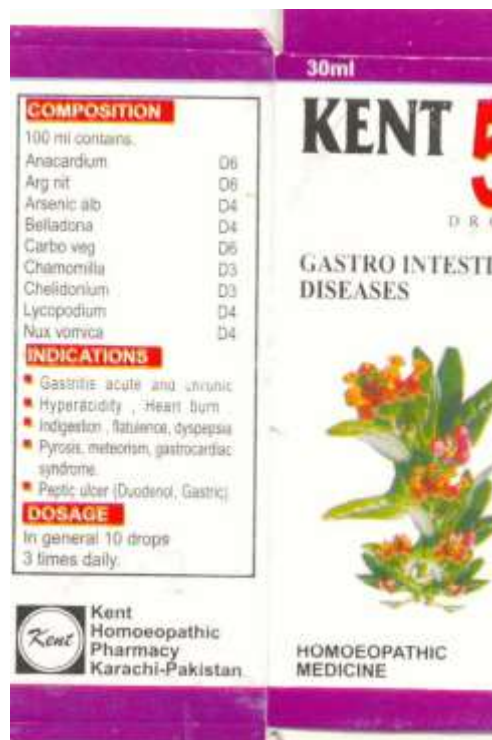 COMPOSITION
100 ml contains.
Anacardium D6
Arg nit D6
Arsenic alb D4
Belladona D4
Carbo veg D6
Chamomilla D3
Chelidonium D3
Lycopodium D4
Nux vomica D4
INDICATIONS
Gastritis acute and chronic
Hyperacidity , Heart burn
Indigestion , flatulence, dyspepsia
Pyrosis, meteorism, gastrocardiac
syndrome.
Peptic ulcer (Duodenol, Gastric)
DOSAGE
In general 10 drops
3 times daily.
Kent
Kent
Homoeopathic
Pharmacy
Karachi-Pakistan
30ml
KENT 5
DRO
GASTRO INTESTI
DISEASES
HOMOEOPATHIC
MEDICINE